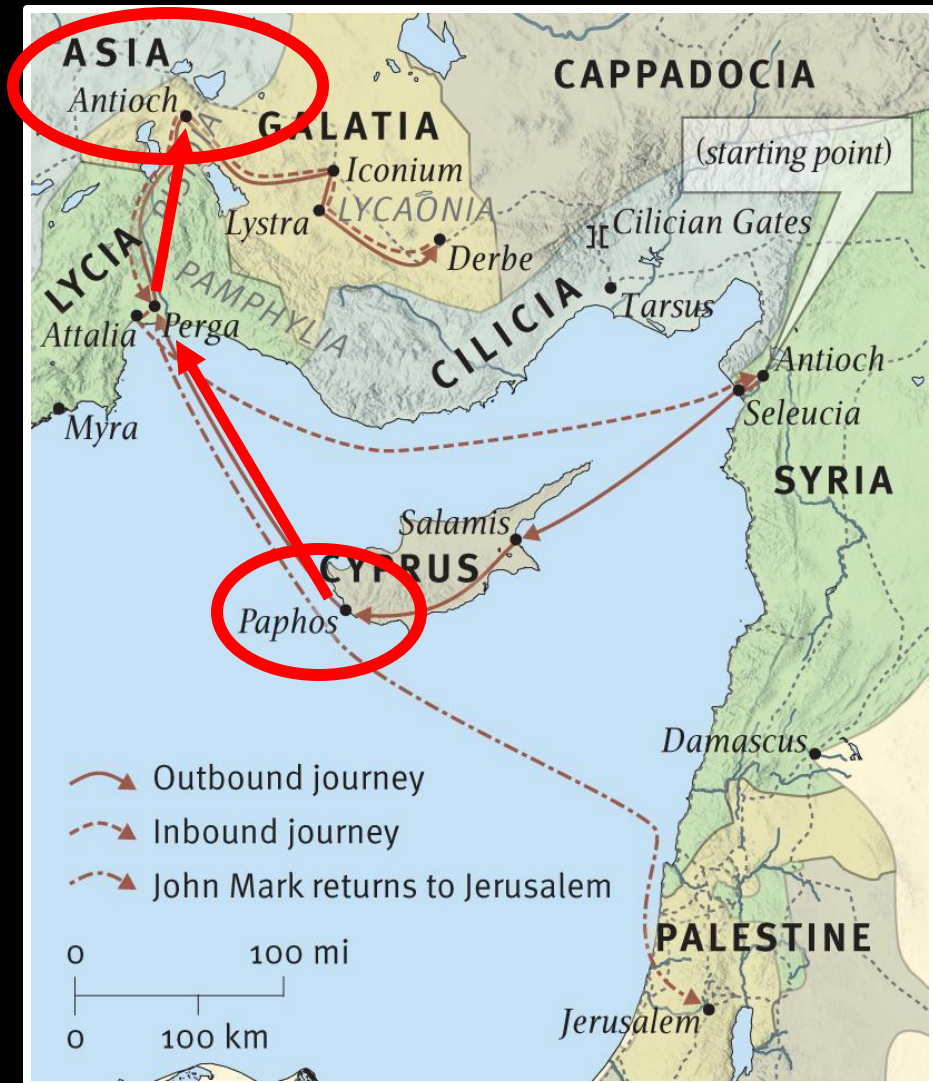 ASIA
Antioch
PISIDIA
GALATIA
CAPPADOCIA
(starting point)
Iconium
Lystra
LYCAONIA
Derbe
Cilician Gates
LYCIA
PAMPHYLIA
CILICIA
Tarsus
Attalia
Perga
Antioch
Seleucia
Myra
SYRIA
Salamis
CYPRUS
Paphos
Damascus
Outbound journey
Inbound journey
John Mark returns to Jerusalem
PALESTINE
0 100 mi
0 100 km
Jerusalem